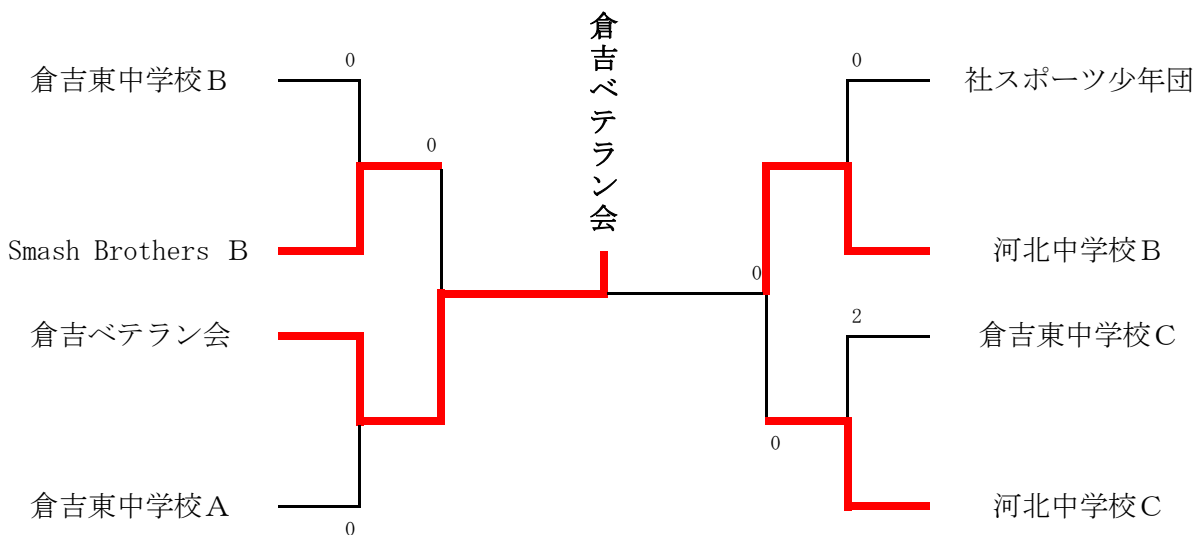 倉吉ベテラン会
0
0
倉吉東中学校Ｂ
社スポーツ少年団
0
Smash Brothers Ｂ
河北中学校Ｂ
0
倉吉ベテラン会
2
倉吉東中学校Ｃ
0
倉吉東中学校Ａ
河北中学校Ｃ
0